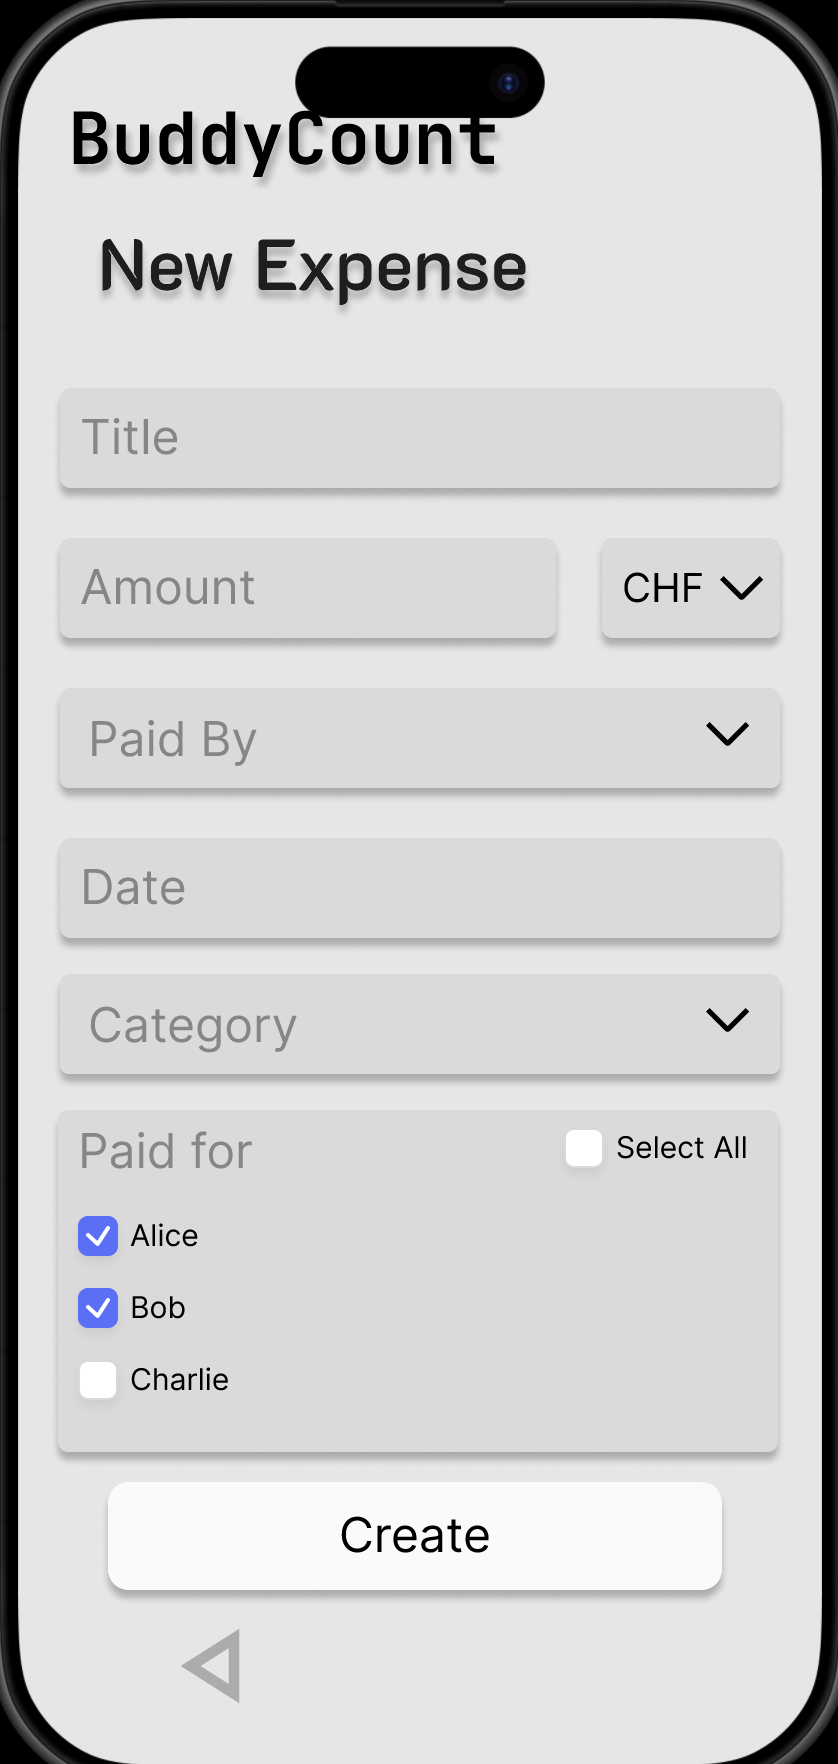 BuddyCount
New Expense
Title
Amount
CHF
Paid By
Date
Category
Paid for
Select All
Alice
Bob
Charlie
Create